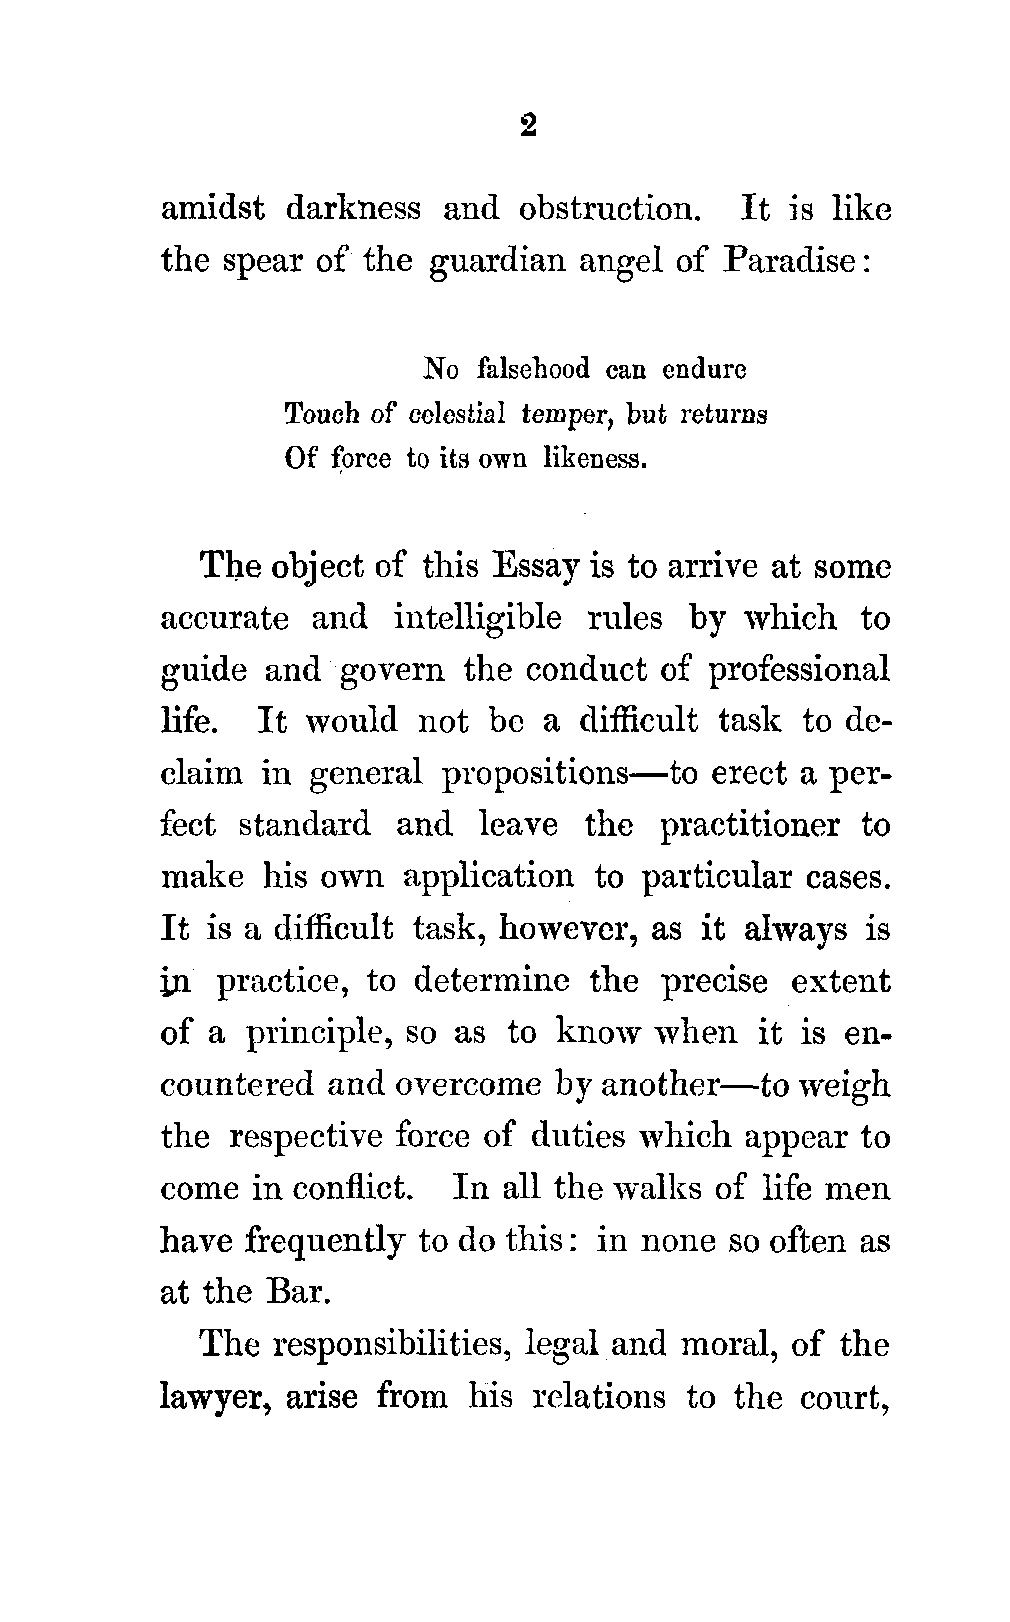 2
amidst darkness and obstruction. It is like
the spear of the guardian angel of Paradise:
No falsehood can endure
Touch of celestial temper, but returns
Of force to its own likeness.
The object of this Essay is to arrive at some
accurate and intelligible rules by which to
guide and govern the conduct of professional
life. It would not be a difficult task to de-
claim in general propositions—to erect a per-
fect standard and leave the practitioner to
make his own application to particular cases.
It is a difficult task, however, as it always is
in practice, to determine the precise extent
of a principle, so as to know when it is en-
countered and overcome by another—to weigh
the respective force of duties which appear to
come in conflict. In all the walks of life men
have frequently to do this: in none so often as
at the Bar.
The responsibilities, legal and moral, of the
lawyer, arise from his relations to the court,